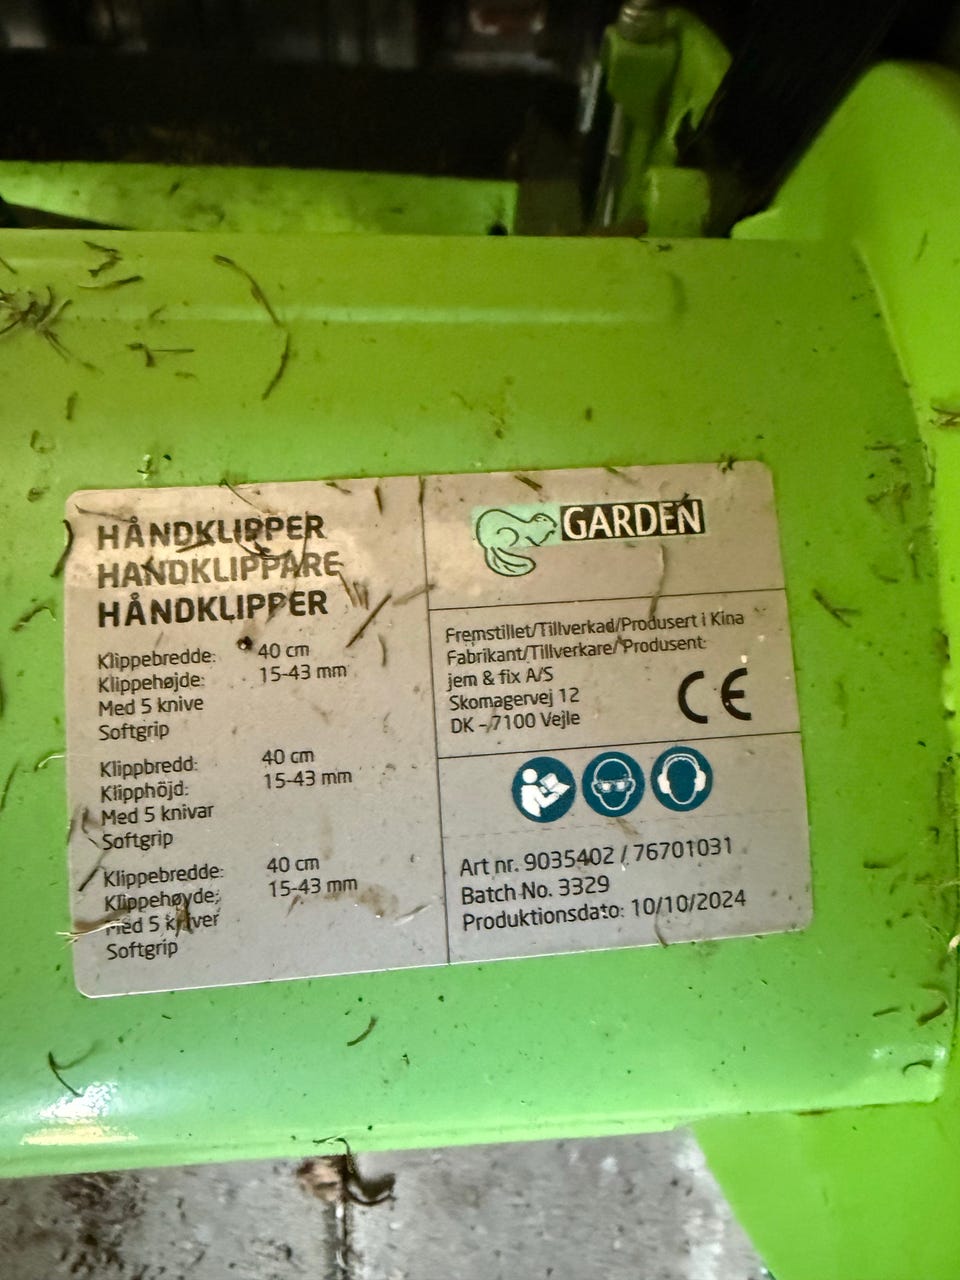 HÅNDKLIPPER
HANDKLIPPARE
HÅNDKLIPPER
Klippebredde: 40 cm
Klippehøjde: 15-43 mm
Med 5 knive
Softgrip
Klippbredd: 40 cm
Klipphöjd: 15-43 mm
Med 5 knivar
Softgrip
Klippebredde: 40 cm
Klippehøyde: 15-43 mm
Med 5 kniver
Softgrip
GARDEN
Fremstillet/Tillverkad/Produsert i Kina
Fabrikant/Tillverkare/Produsent:
jem & fix A/S
Skomagervej 12
DK - 7100 Vejle
CE
Art nr. 9035402 / 76701031
Batch No. 3329
Produktionsdato: 10/10/2024